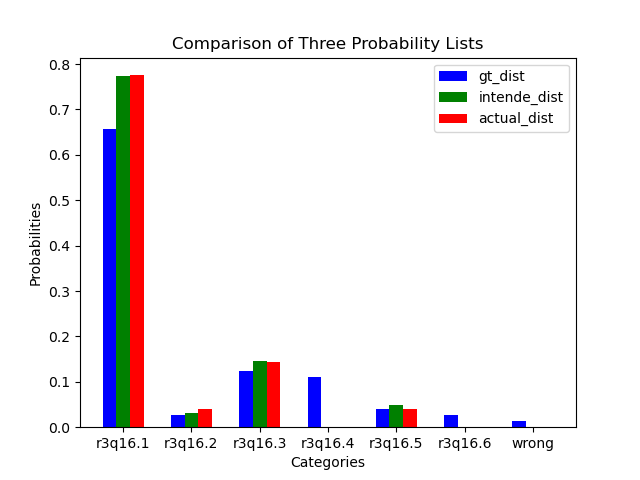 Comparison of Three Probability Lists
gt_dist
intende_dist
actual_dist
0.8
0.7
0.6
0.5
0.4
0.3
0.2
0.1
0.0
Probabilities
r3q16.1 r3q16.2 r3q16.3 r3q16.4 r3q16.5 r3q16.6 wrong
Categories